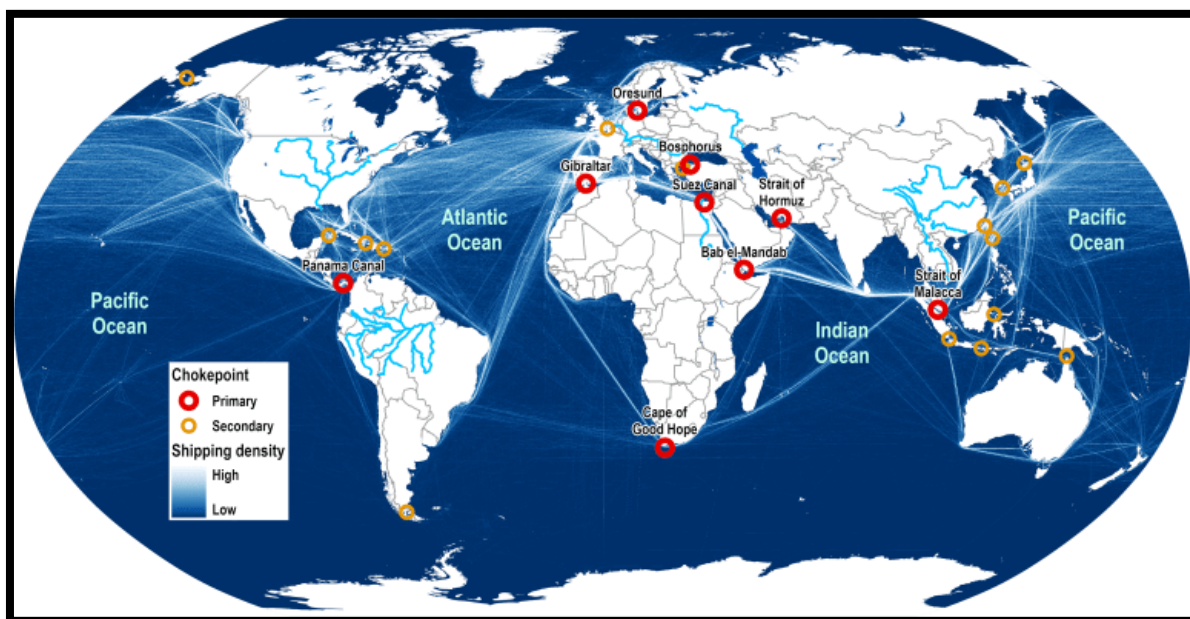 Oresund
Bosphorus
Gibraltar
Suez Canal
Strait of
Hormuz
Atlantic
Ocean
Pacific
Ocean
Bab el-Mandab
Panama Canal
Strait of
Malacca
Pacific
Ocean
Indian
Ocean
Chokepoint
Primary
Secondary
Shipping density
High
Low
Cape of
Good Hope